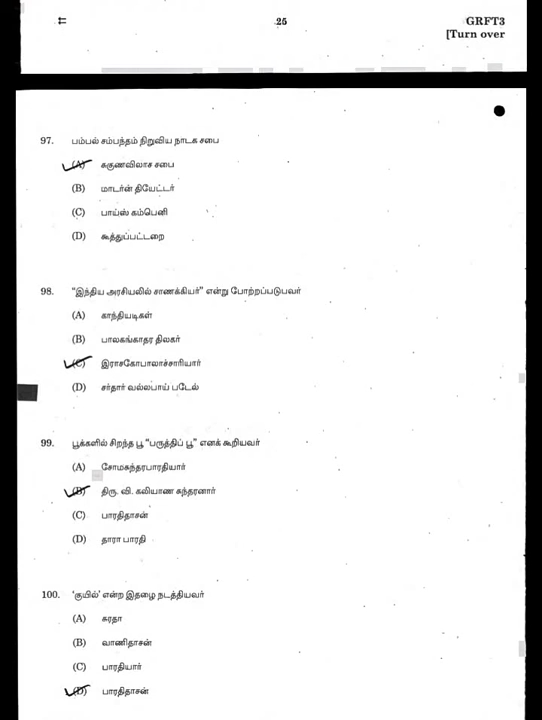 25
GRFT3
[Turn over
97. பம்பல் சம்பந்தம் நிறுவிய நாடக சபை
(A) சுகுணவிலாச சபை
(B) மாடர்ன் தியேட்டர்
(C) பாய்ஸ் கம்பெனி
(D) கூத்துப்பட்டறை
98. "இந்திய அரசியலில் சாணக்கியர்" என்று போற்றப்படுபவர்
(A) காந்தியடிகள்
(B) பாலகங்காதர திலகர்
(C) இராசகோபாலாச்சாரியார்
(D) சர்தார் வல்லபாய் படேல்
99. பூக்களில் சிறந்த பூ "பருத்திப் பூ" எனக் கூறியவர்
(A) சோமசுந்தரபாரதியார்
(B) திரு. வி. கலியாண சுந்தரனார்
(C) பாரதிதாசன்
(D) தாரா பாரதி
100. 'குயில்' என்ற இதழை நடத்தியவர்
(A) சுரதா
(B) வாணிதாசன்
(C) பாரதியார்
(D) பாரதிதாசன்